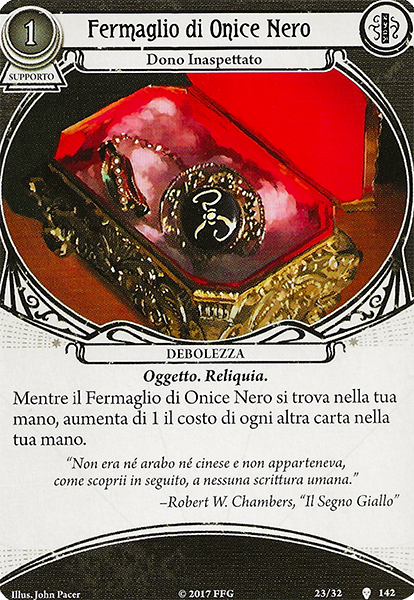 1
Fermaglio di Onice Nero
SUPPORTO
Dono Inaspettato
DEBOLEZZA
Oggetto. Reliquia.
Mentre il Fermaglio di Onice Nero si trova nella tua
mano, aumenta di 1 il costo di ogni altra carta nella
tua mano.
“Non era né arabo né cinese e non apparteneva,
come scoprii in seguito, a nessuna scrittura umana.”
–Robert W. Chambers, “Il Segno Giallo”
Illus. John Pacer
© 2017 FFG
23/32
142